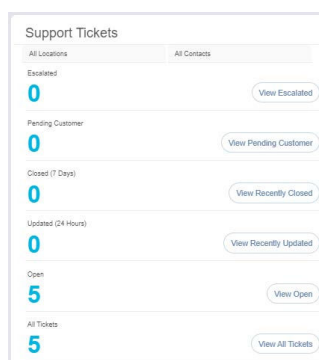 Support Tickets
All Locations All Contacts
Escalated
0 View Escalated
Pending Customer
0 View Pending Customer
Closed (7 Days)
0 View Recently Closed
Updated (24 Hours)
0 View Recently Updated
Open
5 View Open
All Tickets
5 View All Tickets